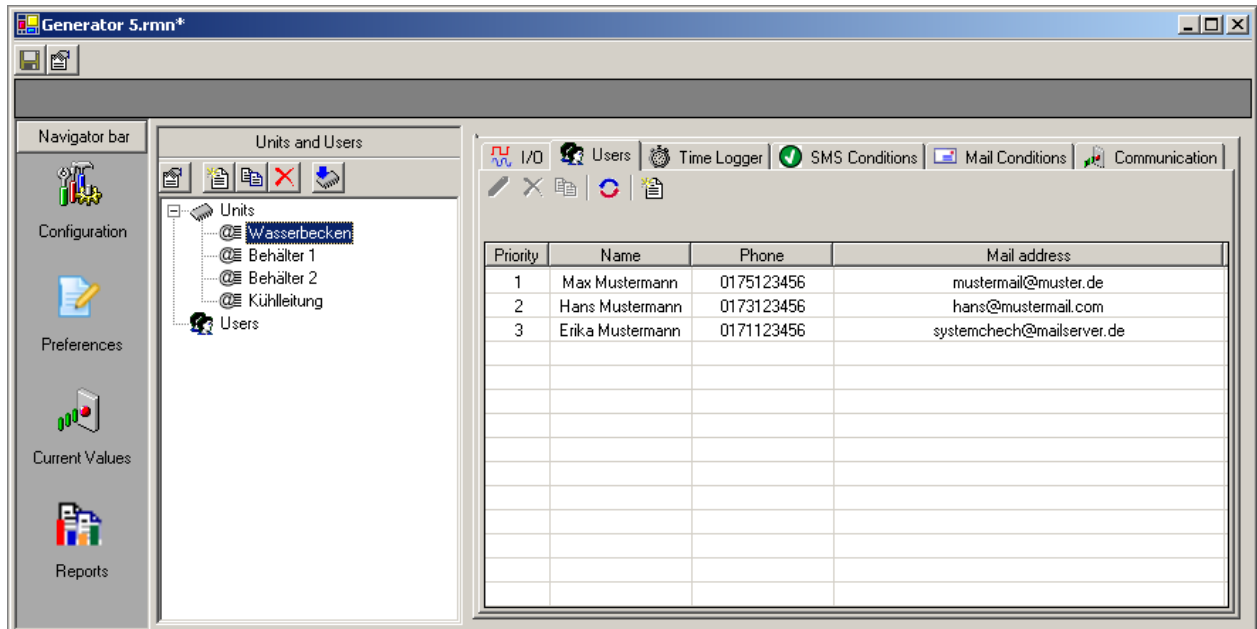 Generator 5.rmn*
Navigator bar
Configuration
Preferences
Current Values
Reports
Units and Users
Units
@ Wasserbecken
@ Behälter 1
@ Behälter 2
@ Kühlleitung
Users
I/O Users Time Logger SMS Conditions Mail Conditions Communication
Priority Name Phone Mail address
1 Max Mustermann 0175123456 mustermail@muster.de
2 Hans Mustermann 0173123456 hans@mustermail.com
3 Erika Mustermann 0171123456 systemchech@mailserver.de